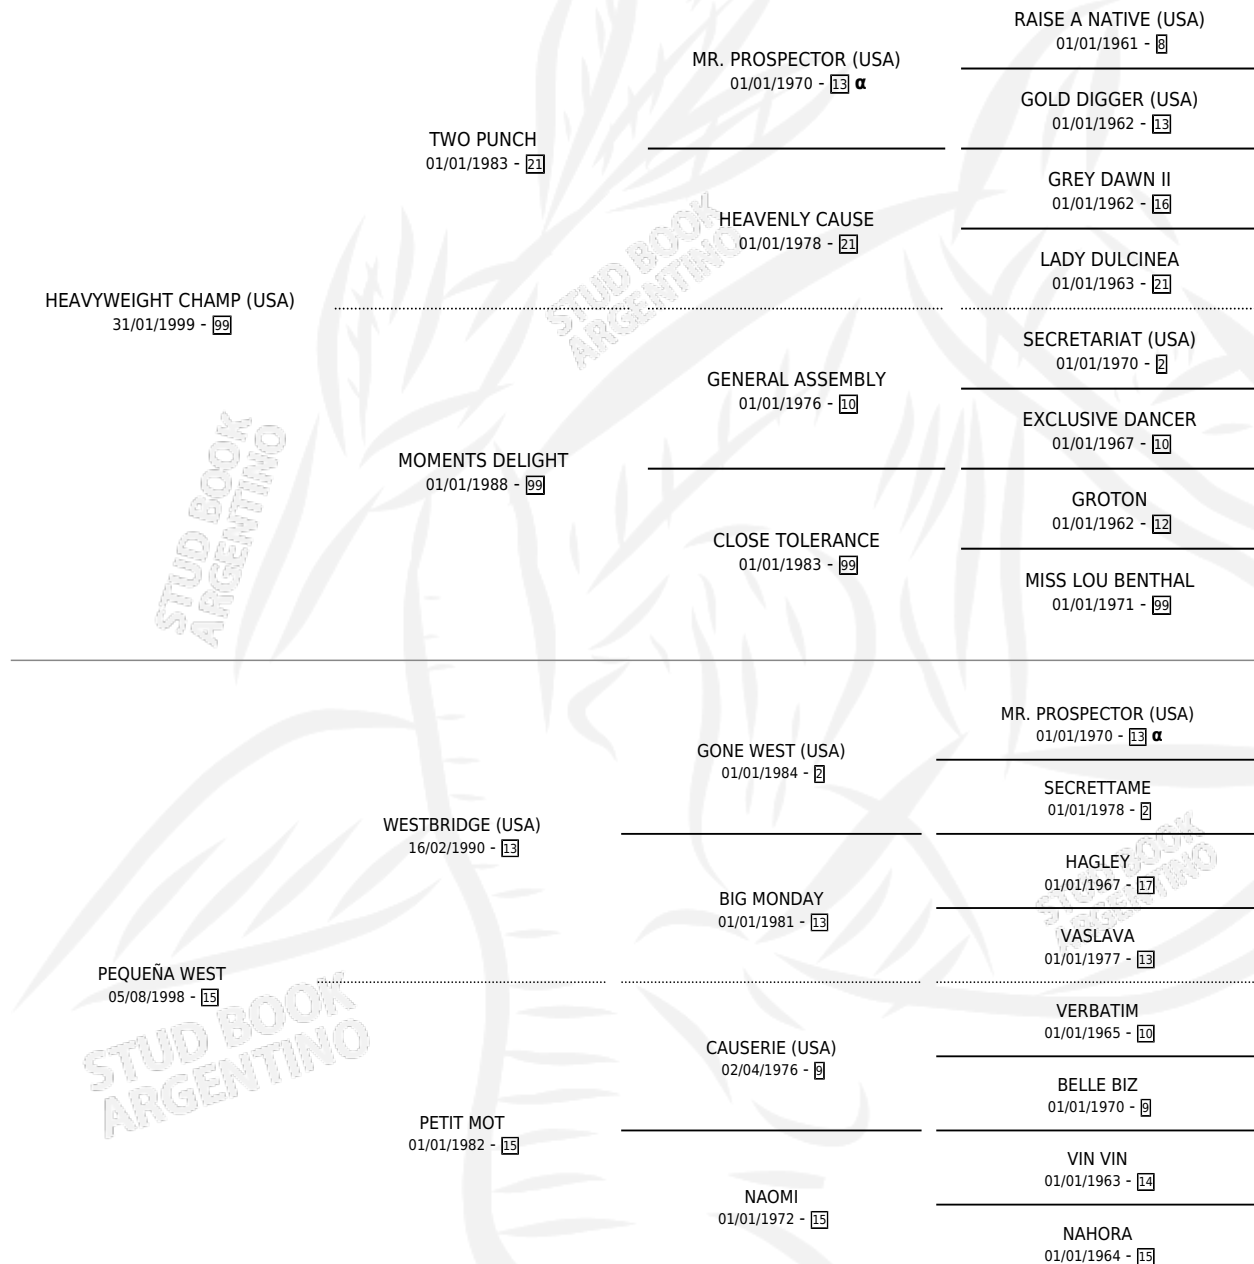 RAISE A NATIVE (USA)
01/01/1961 - 8
MR. PROSPECTOR (USA)
01/01/1970 - 13 α
GOLD DIGGER (USA)
01/01/1962 - 13
TWO PUNCH
01/01/1983 - 21
GREY DAWN II
01/01/1962 - 16
HEAVENLY CAUSE
01/01/1978 - 21
LADY DULCINEA
01/01/1963 - 21
HEAVYWEIGHT CHAMP (USA)
31/01/1999 - 99
STUD BOOK
ARGENTINO
SECRETARIAT (USA)
01/01/1970 - 2
GENERAL ASSEMBLY
01/01/1976 - 10
EXCLUSIVE DANCER
01/01/1967 - 10
MOMENTS DELIGHT
01/01/1988 - 99
GROTON
01/01/1962 - 12
CLOSE TOLERANCE
01/01/1983 - 99
MISS LOU BENTHAL
01/01/1971 - 99
STUD BOOK
ARGENTINO
MR. PROSPECTOR (USA)
01/01/1970 - 13 α
GONE WEST (USA)
01/01/1984 - 2
SECRETTAME
01/01/1978 - 2
WESTBRIDGE (USA)
16/02/1990 - 13
HAGLEY
01/01/1967 - 17
BIG MONDAY
01/01/1981 - 13
VASLAVA
01/01/1977 - 13
STUD BOOK
ARGENTINO
PEQUEÑA WEST
05/08/1998 - 15
STUD BOOK
ARGENTINO
VERBATIM
01/01/1965 - 10
CAUSERIE (USA)
02/04/1976 - 9
BELLE BIZ
01/01/1970 - 9
PETIT MOT
01/01/1982 - 15
VIN VIN
01/01/1963 - 14
NAOMI
01/01/1972 - 15
NAHORA
01/01/1964 - 15